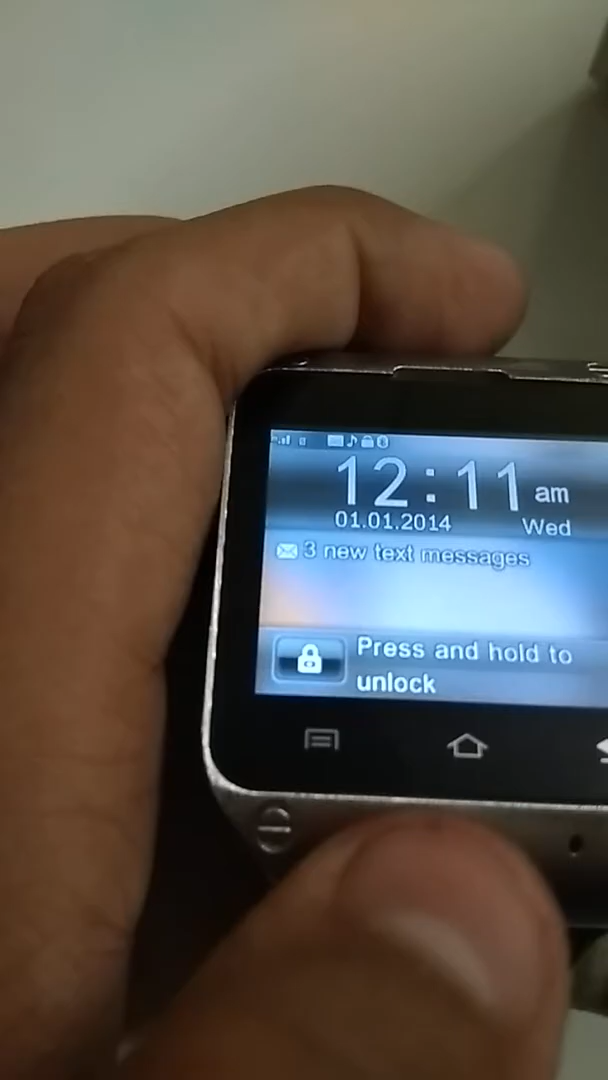 12:11 am
01.01.2014 Wed
3 new text messages
Press and hold to
unlock